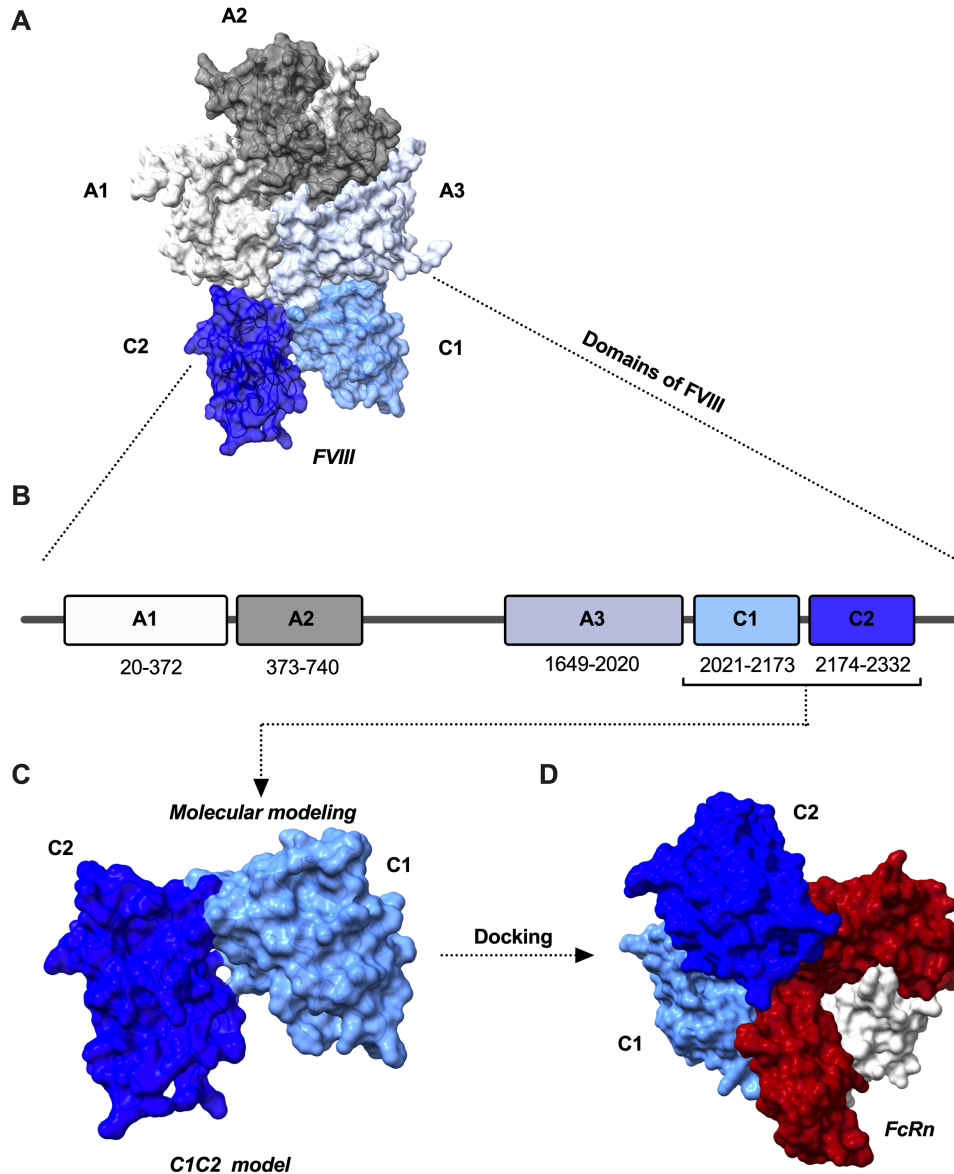 A
A2
A1
A3
C2
C1
Domains of FVIII
FVIII
B
A1 A2 A3 C1 C2
20-372 373-740 1649-2020 2021-2173 2174-2332
C
D
Molecular modeling
C2
C1
Docking
C1C2 model
C2
C1
FcRn